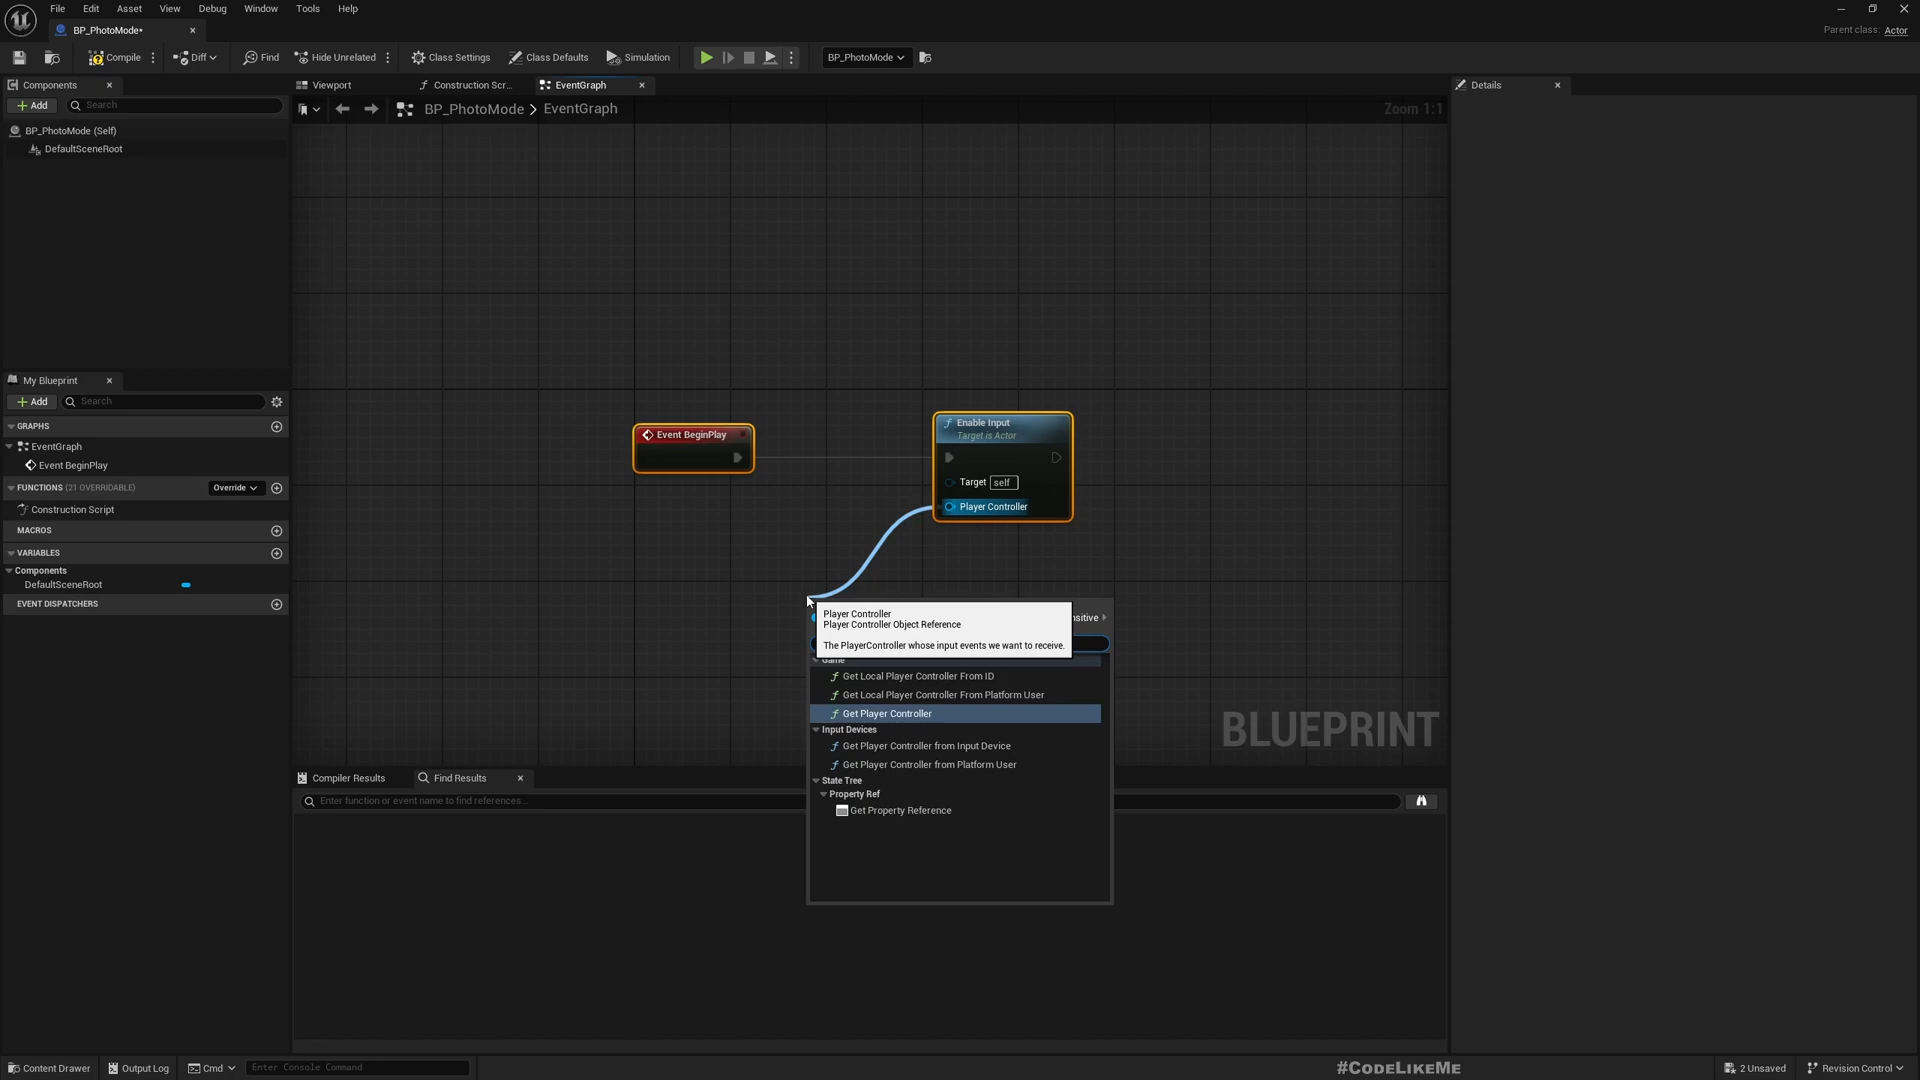 File
Edit
Asset
View
Debug
Window
Tools
Help
BP_PhotoMode*
Parent class: Actor
Compile
Diff
Find
Hide Unrelated
Class Settings
Class Defaults
Simulation
BP_PhotoMode
Components
Add
Search
BP_PhotoMode (Self)
DefaultSceneRoot
Viewport
Construction Scr...
EventGraph
BP_PhotoMode > EventGraph
Zoom 1:1
Details
My Blueprint
Add
Search
GRAPHS
EventGraph
Event BeginPlay
FUNCTIONS (21 OVERRIDABLE)
Override
Construction Script
MACROS
VARIABLES
Components
DefaultSceneRoot
EVENT DISPATCHERS
Event BeginPlay
Enable Input
Target is Actor
Target self
Player Controller
Player Controller
Player Controller Object Reference
The PlayerController whose input events we want to receive.
nsitive
Game
Get Local Player Controller From ID
Get Local Player Controller From Platform User
Get Player Controller
Input Devices
Get Player Controller from Input Device
Get Player Controller from Platform User
State Tree
Property Ref
Get Property Reference
BLUEPRINT
Compiler Results
Find Results
Enter function or event name to find references...
Content Drawer
Output Log
Cmd
Enter Console Command
#CODELIKEME
2 Unsaved
Revision Control